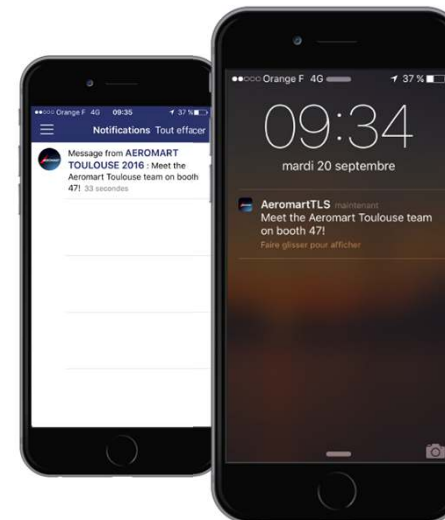 Orange F 4G 09:35 37 %
Notifications Tout effacer
Message from AEROMART
TOULOUSE 2016 : Meet the
Aeromart Toulouse team on booth
47! 33 secondes
Orange F 4G 37 %
09:34
mardi 20 septembre
AeromartTLS maintenant
Meet the Aeromart Toulouse team
on booth 47!
Faire glisser pour afficher